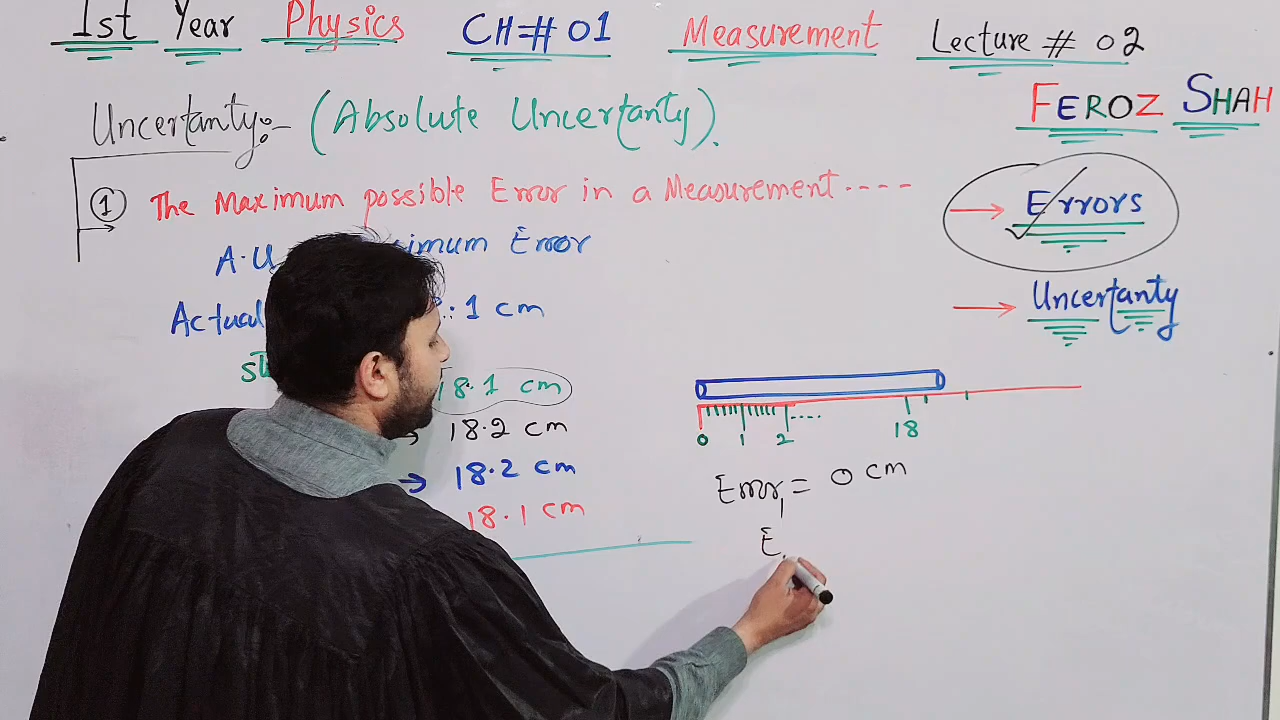 1st Year Physics CH# 01 Measurement Lecture # 02
FEROZ SHAH
Uncertanty:- (Absolute Uncertanty).
① The Maximum possible Error in a Measurement ----
A.U
imum Error
Actual
:1 cm
18.1 cm
18.2 cm
18.2 cm
18.1 cm
Errors
Uncertanty
0 1 2 .... 18
Error1 = 0 cm
E